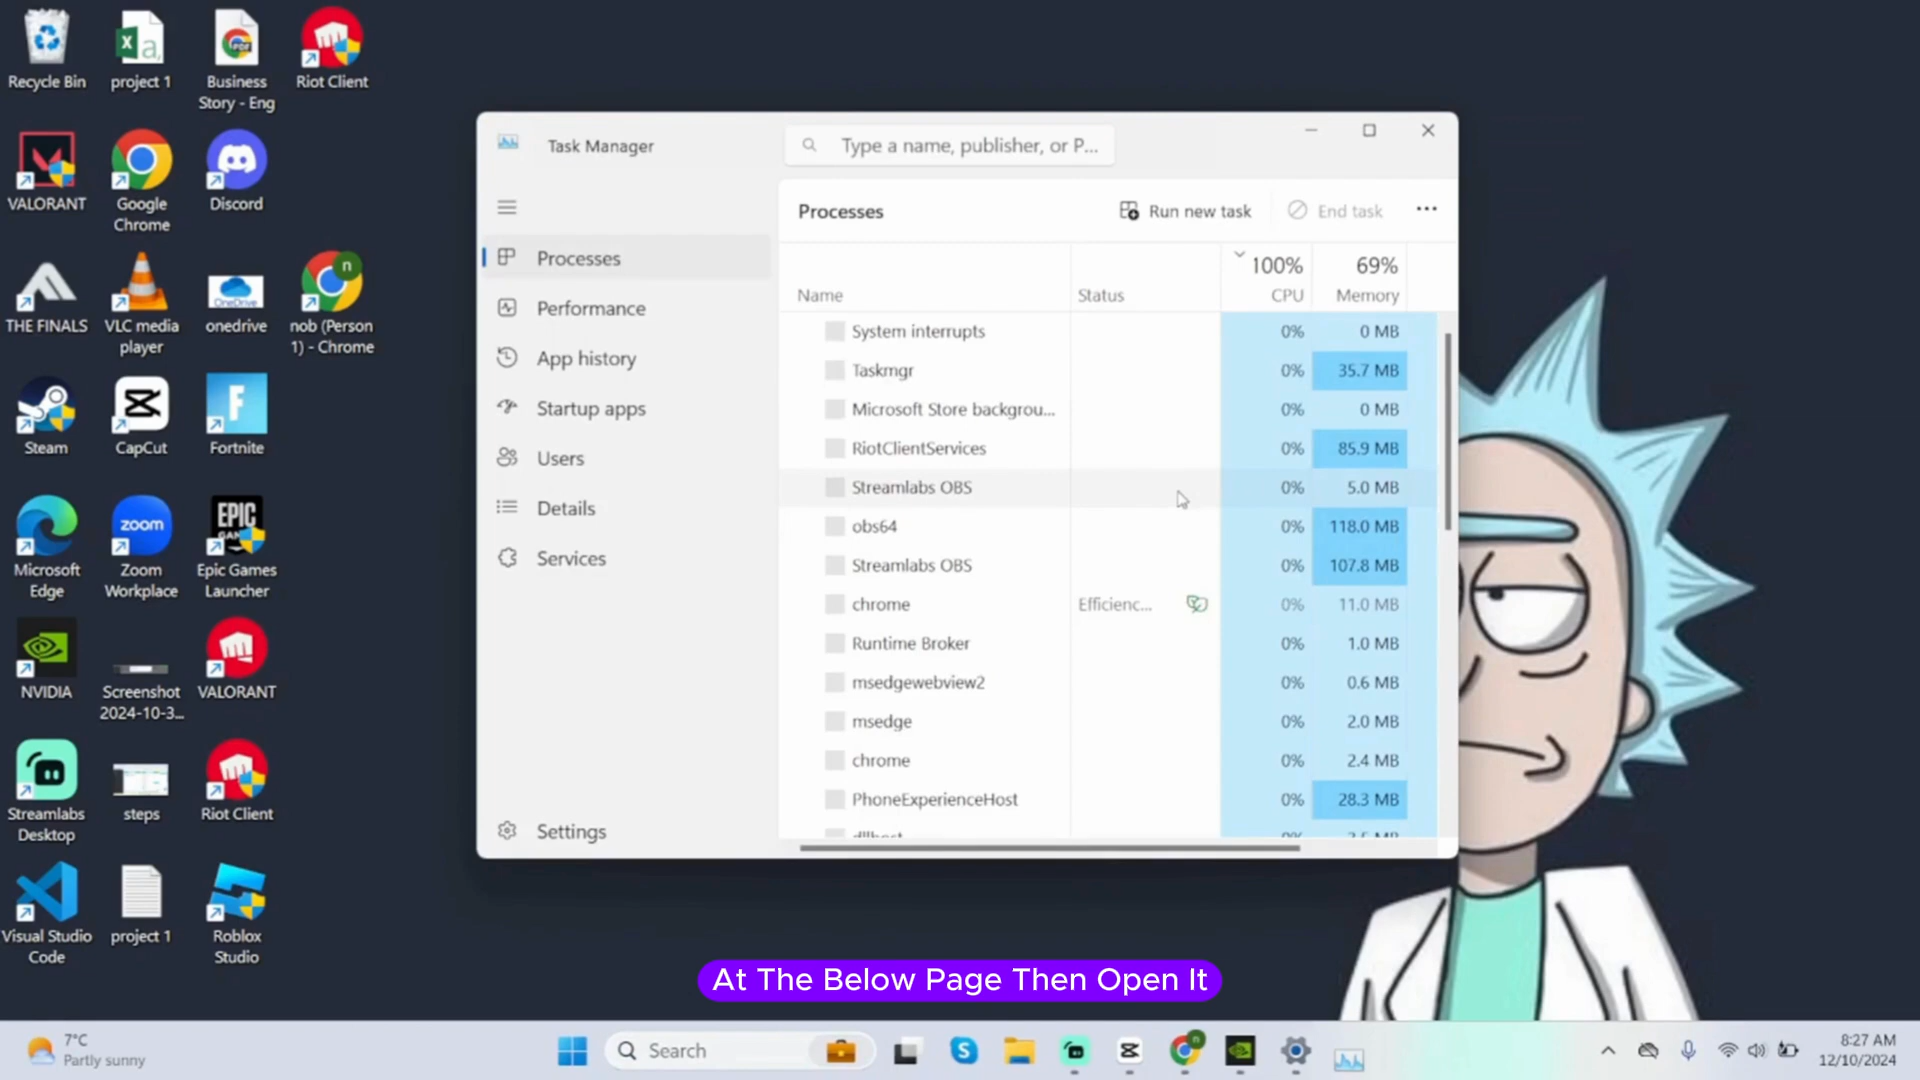 Recycle Bin
project 1
Business
Story - Eng
Riot Client
VALORANT
Google
Chrome
Discord
THE FINALS
VLC media
player
OneDrive
onedrive
n
nob (Person
1) - Chrome
Steam
CapCut
Fortnite
Microsoft
Edge
zoom
Zoom
Workplace
EPIC
Epic Games
Launcher
NVIDIA
Screenshot
2024-10-3...
VALORANT
Streamlabs
Desktop
steps
Riot Client
Visual Studio
Code
project 1
Roblox
Studio
Task Manager
Type a name, publisher, or P...
Processes
Performance
App history
Startup apps
Users
Details
Services
Settings
Processes
Run new task
End task
Name
Status
100%
CPU
69%
Memory
System interrupts 0% 0 MB
Taskmgr 0% 35.7 MB
Microsoft Store backgrou... 0% 0 MB
RiotClientServices 0% 85.9 MB
Streamlabs OBS 0% 5.0 MB
obs64 0% 118.0 MB
Streamlabs OBS 0% 107.8 MB
chrome Efficienc... 0% 11.0 MB
Runtime Broker 0% 1.0 MB
msedgewebview2 0% 0.6 MB
msedge 0% 2.0 MB
chrome 0% 2.4 MB
PhoneExperienceHost 0% 28.3 MB
At The Below Page Then Open It
7°C
Partly sunny
Search
8:27 AM
12/10/2024